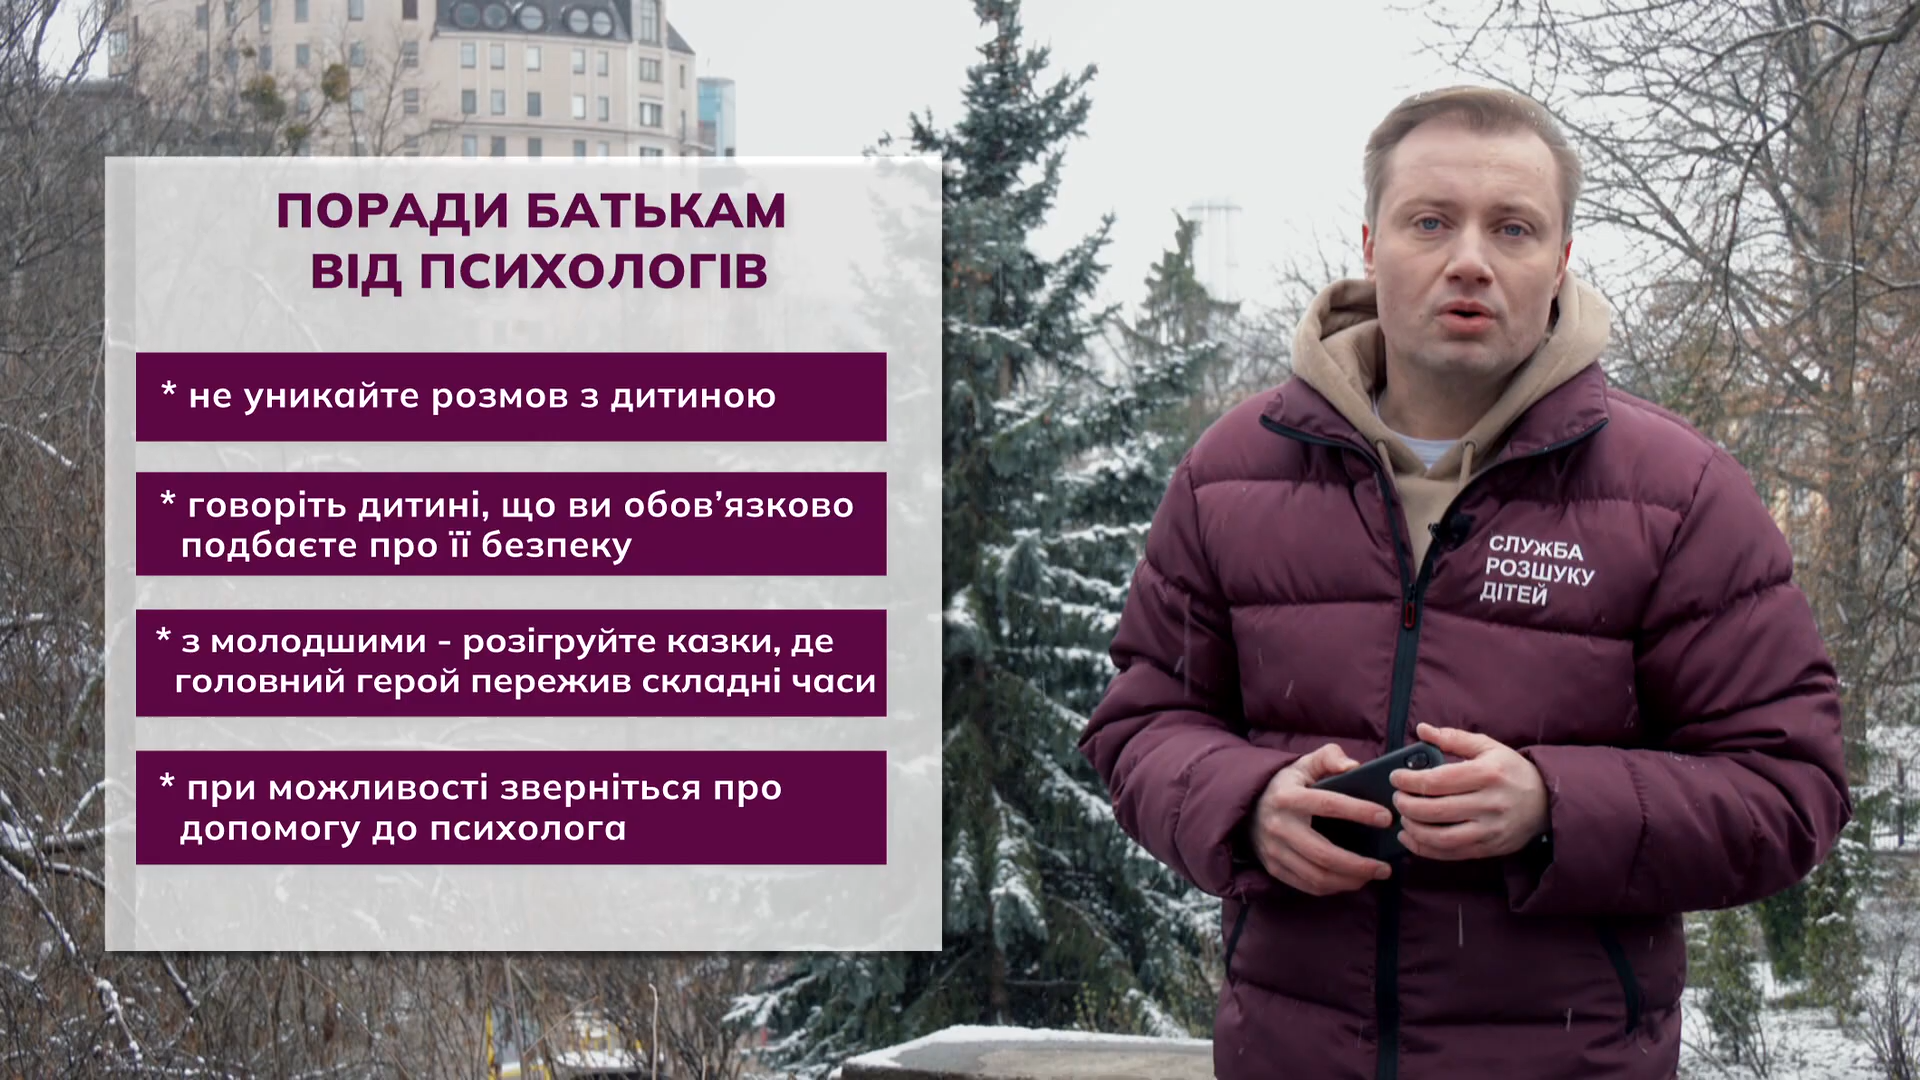 ПОРАДИ БАТЬКАМ
ВІД ПСИХОЛОГІВ
* не уникайте розмов з дитиною
* говоріть дитині, що ви обов’язково
подбаєте про її безпеку
* з молодшими - розігруйте казки, де
головний герой пережив складні часи
* при можливості зверніться про
допомогу до психолога
СЛУЖБА
РОЗШУКУ
ДІТЕЙ